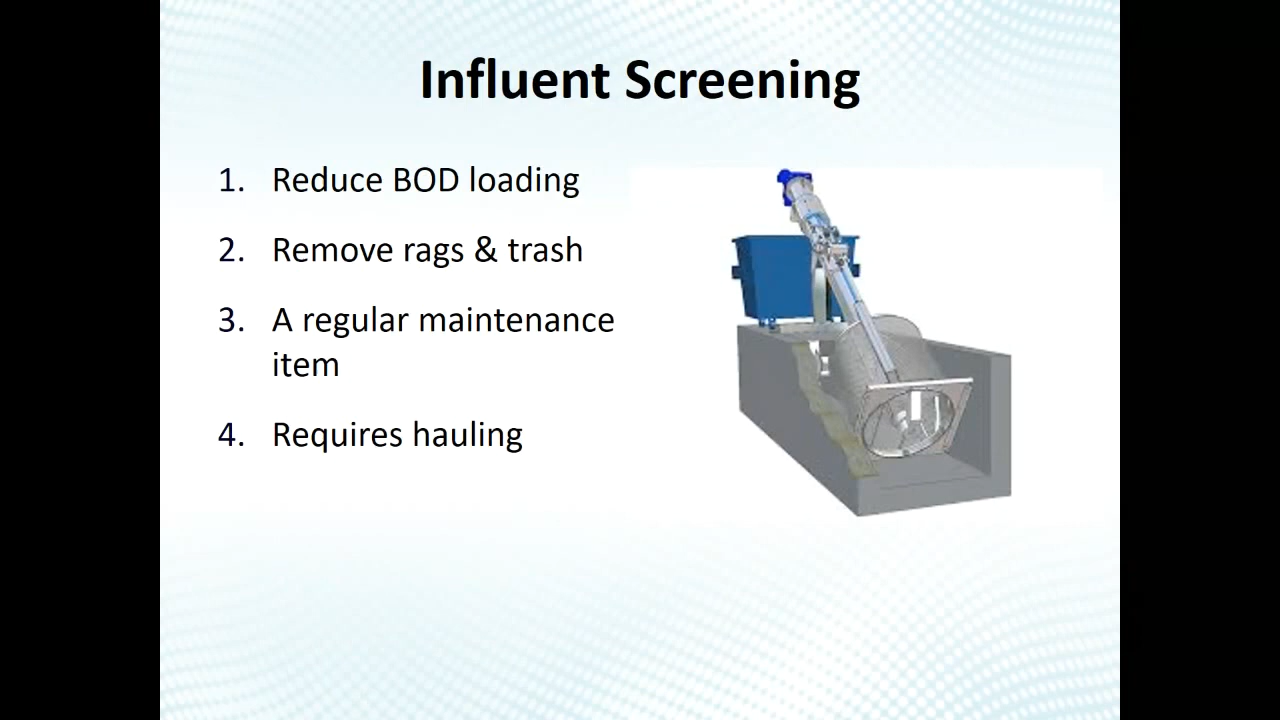 Influent Screening
1. Reduce BOD loading
2. Remove rags & trash
3. A regular maintenance
item
4. Requires hauling